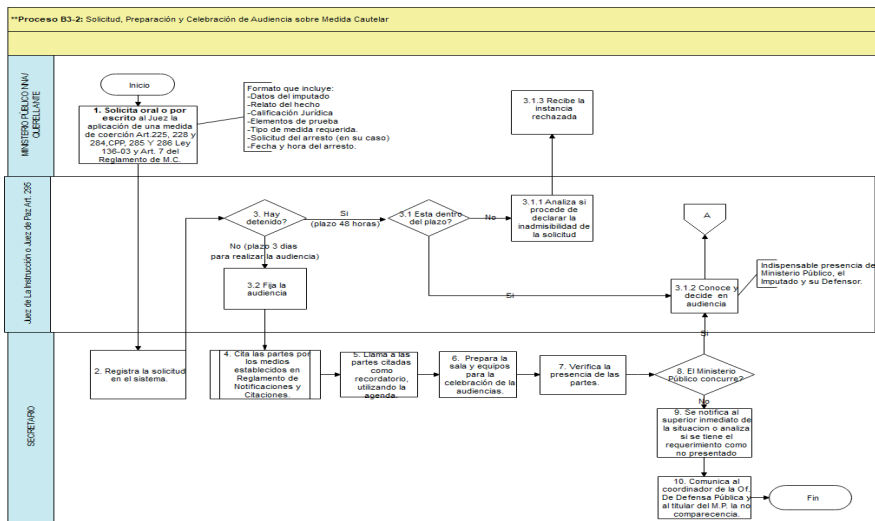 **Proceso B3-2: Solicitud, Preparación y Celebración de Audiencia sobre Medida Cautelar
MINISTERIO PÚBLICO NNA/
QUERELLANTE
Inicio
1. Solicita oral o por
escrito al Juez la
aplicación de una medida
de coerción Art.225, 228 y
284,CPP, 285 Y 286 Ley
136-03 y Art. 7 del
Reglamento de M.C.
Formato que incluye:
-Datos del imputado
-Relato del hecho
-Calificación Jurídica
-Elementos de prueba
-Tipo de medida requerida.
-Solicitud del arresto (en su caso)
-Fecha y hora del arresto.
3.1.3 Recibe la
instancia
rechazada
Juez de La Instrucción o Juez de Paz Art. 295
3. Hay
detenido?
Si
(plazo 48 horas)
3.1 Esta dentro
del plazo?
No
3.1.1 Analiza si
procede de
declarar la
inadmisibilidad de
la solicitud
A
No (plazo 3 dias
para realizar la audiencia)
3.2 Fija la
audiencia
Si
3.1.2 Conoce y
decide en
audiencia
Indispensable presencia de
Ministerio Público, el
Imputado y su Defensor.
SECRETARIO
2. Registra la solicitud
en el sistema.
4. Cita las partes por
los medios
establecidos en
Reglamento de
Notificaciones y
Citaciones.
5. Llama a las
partes citadas
como
recordatorio,
utilizando la
agenda.
6. Prepara la
sala y equipos
para la
celebración de la
audiencias.
7. Verifica la
presencia de las
partes.
Si
8. El Ministerio
Público concurre?
No
9. Se notifica al
superior inmediato de
la situacion o analiza
si se tiene el
requerimiento como
no presentado
10. Comunica al
coordinador de la Of.
De Defensa Pública y
al titular del M.P. la no
comparecencia.
Fin